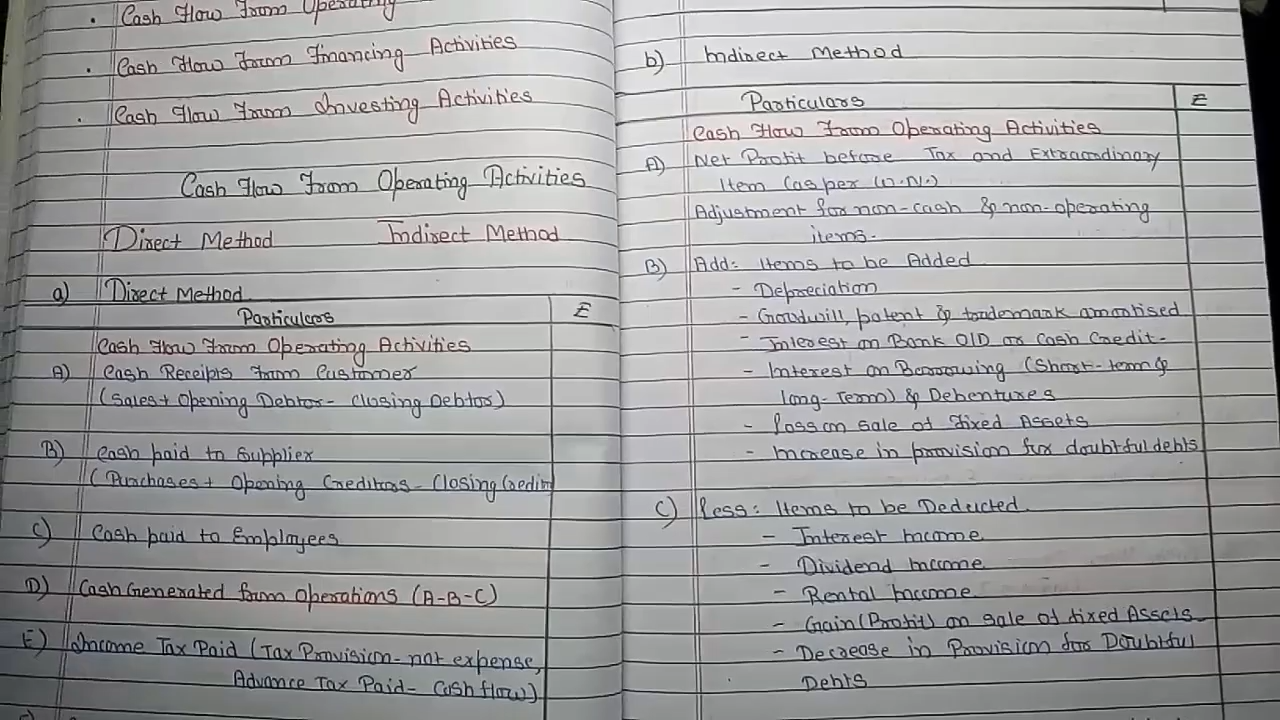 Cash Flow From Operating
Cash Flow From Financing Activities
Cash Flow From Investing Activities
Cash Flow From Operating Activities
Direct Method Indirect Method
a) Direct Method
Particulars ₹
Cash Flow From Operating Activities
A) Cash Receipts from Customer
(Sales + Opening Debtor - Closing Debtor)
B) Cash paid to Supplier
(Purchases + Opening Creditors - Closing Creditor
C) Cash paid to Employees
D) Cash Generated from operations (A-B-C)
E) Income Tax Paid (Tax Provision - not expense,
Advance Tax Paid - Cash flow)
b) Indirect Method
Particulars ₹
Cash Flow From Operating Activities
A) Net Profit before Tax and Extraordinary
Item (as per W.N.)
Adjustment for non-cash & non-operating
items.
B) Add: Items to be Added
- Depreciation
- Goodwill, patent & trademark amortised
- Interest on Bank O/D or Cash Credit-
- Interest on Borrowing (Short-term &
long-Term) & Debentures
- Loss on sale of Fixed Assets
- Increase in provision for doubtful debts
C) Less: Items to be Deducted
- Interest Income
- Dividend Income
- Rental Income
- Gain (Profit) on sale of fixed Assets
- Decrease in Provision for Doubtful
Debts